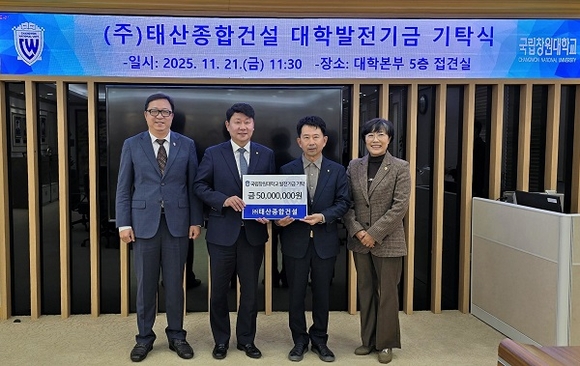 (주)태산종합건설 대학발전기금 기탁식
-일시: 2025. 11. 21.(금) 11:30   -장소: 대학본부 5층 접견실
국립창원대학교
CHANGWON NATIONAL UNIVERSITY
국립창원대학교 발전기금 기탁
금 50,000,000원
㈜태산종합건설